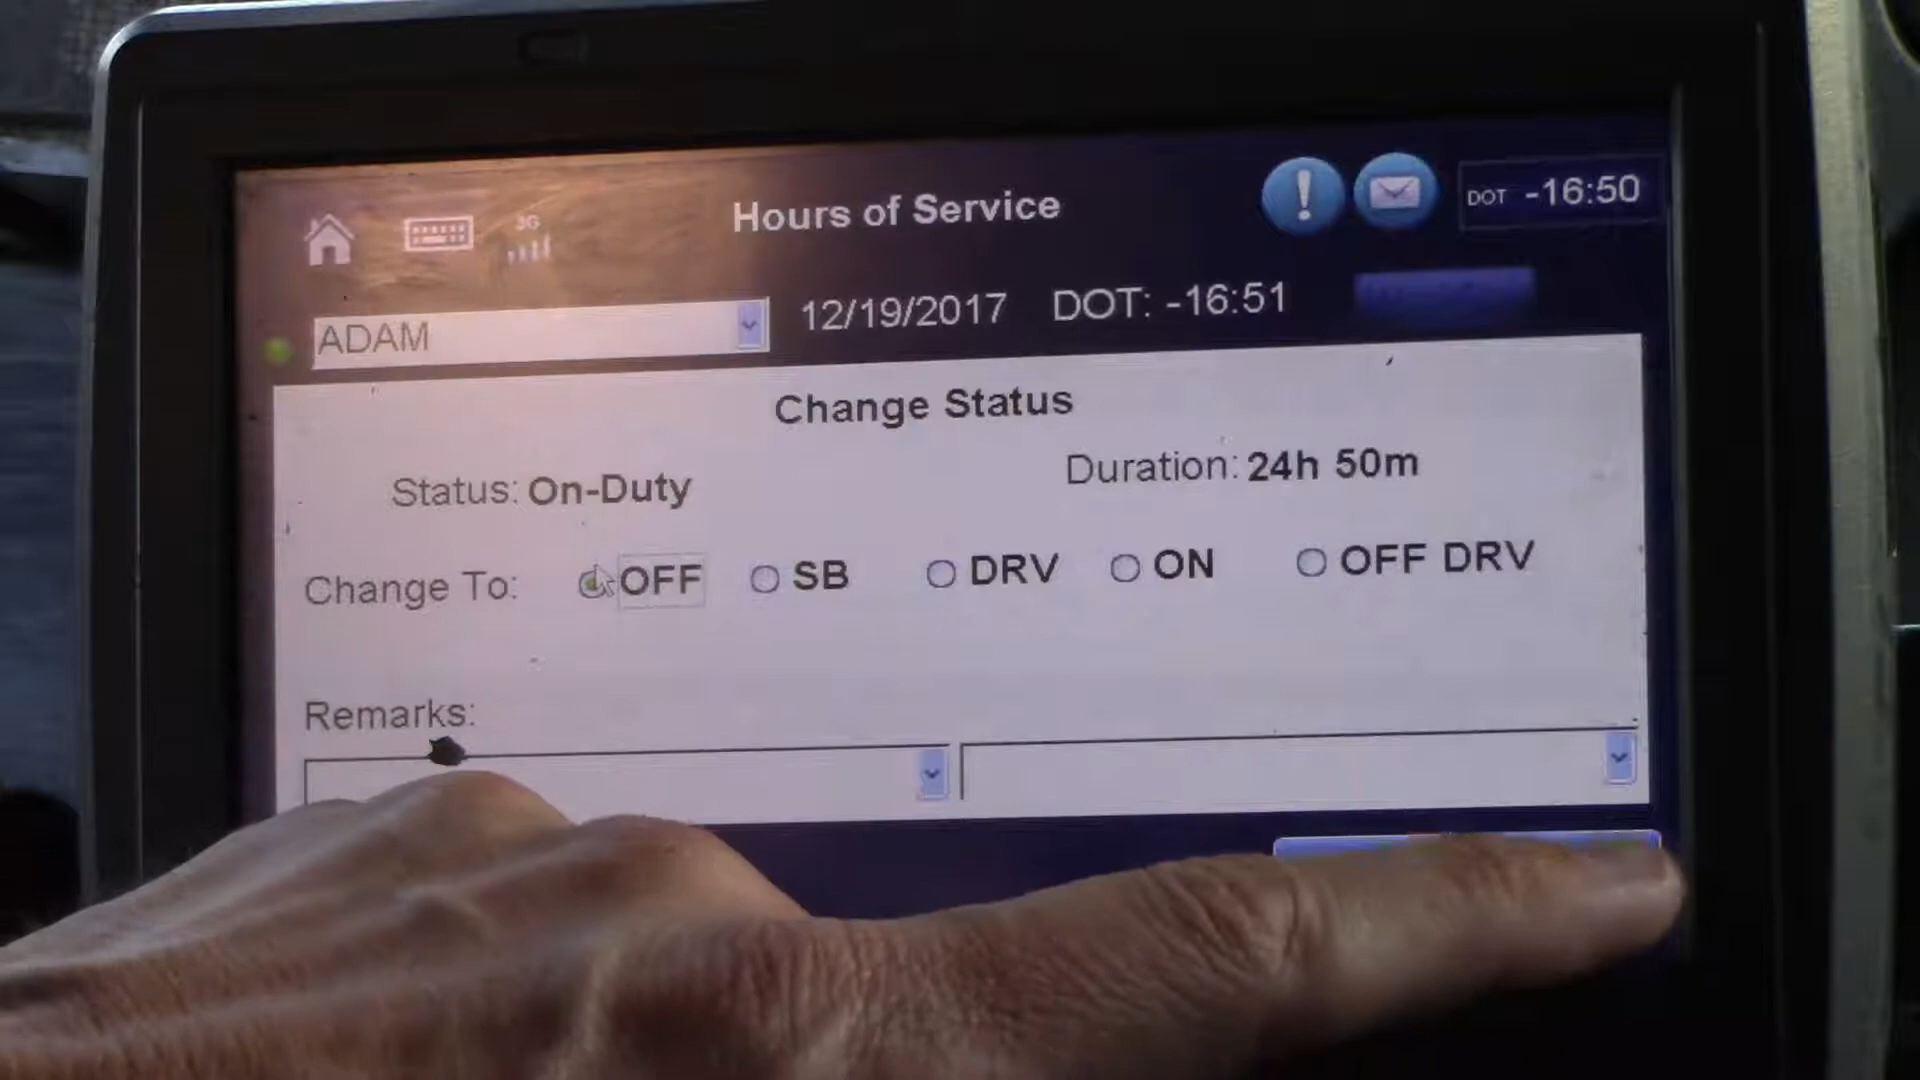 3G
Hours of Service
DOT -16:50
ADAM
12/19/2017 DOT: -16:51
Change Status
Status: On-Duty
Duration: 24h 50m
Change To: OFF SB DRV ON OFF DRV
Remarks: